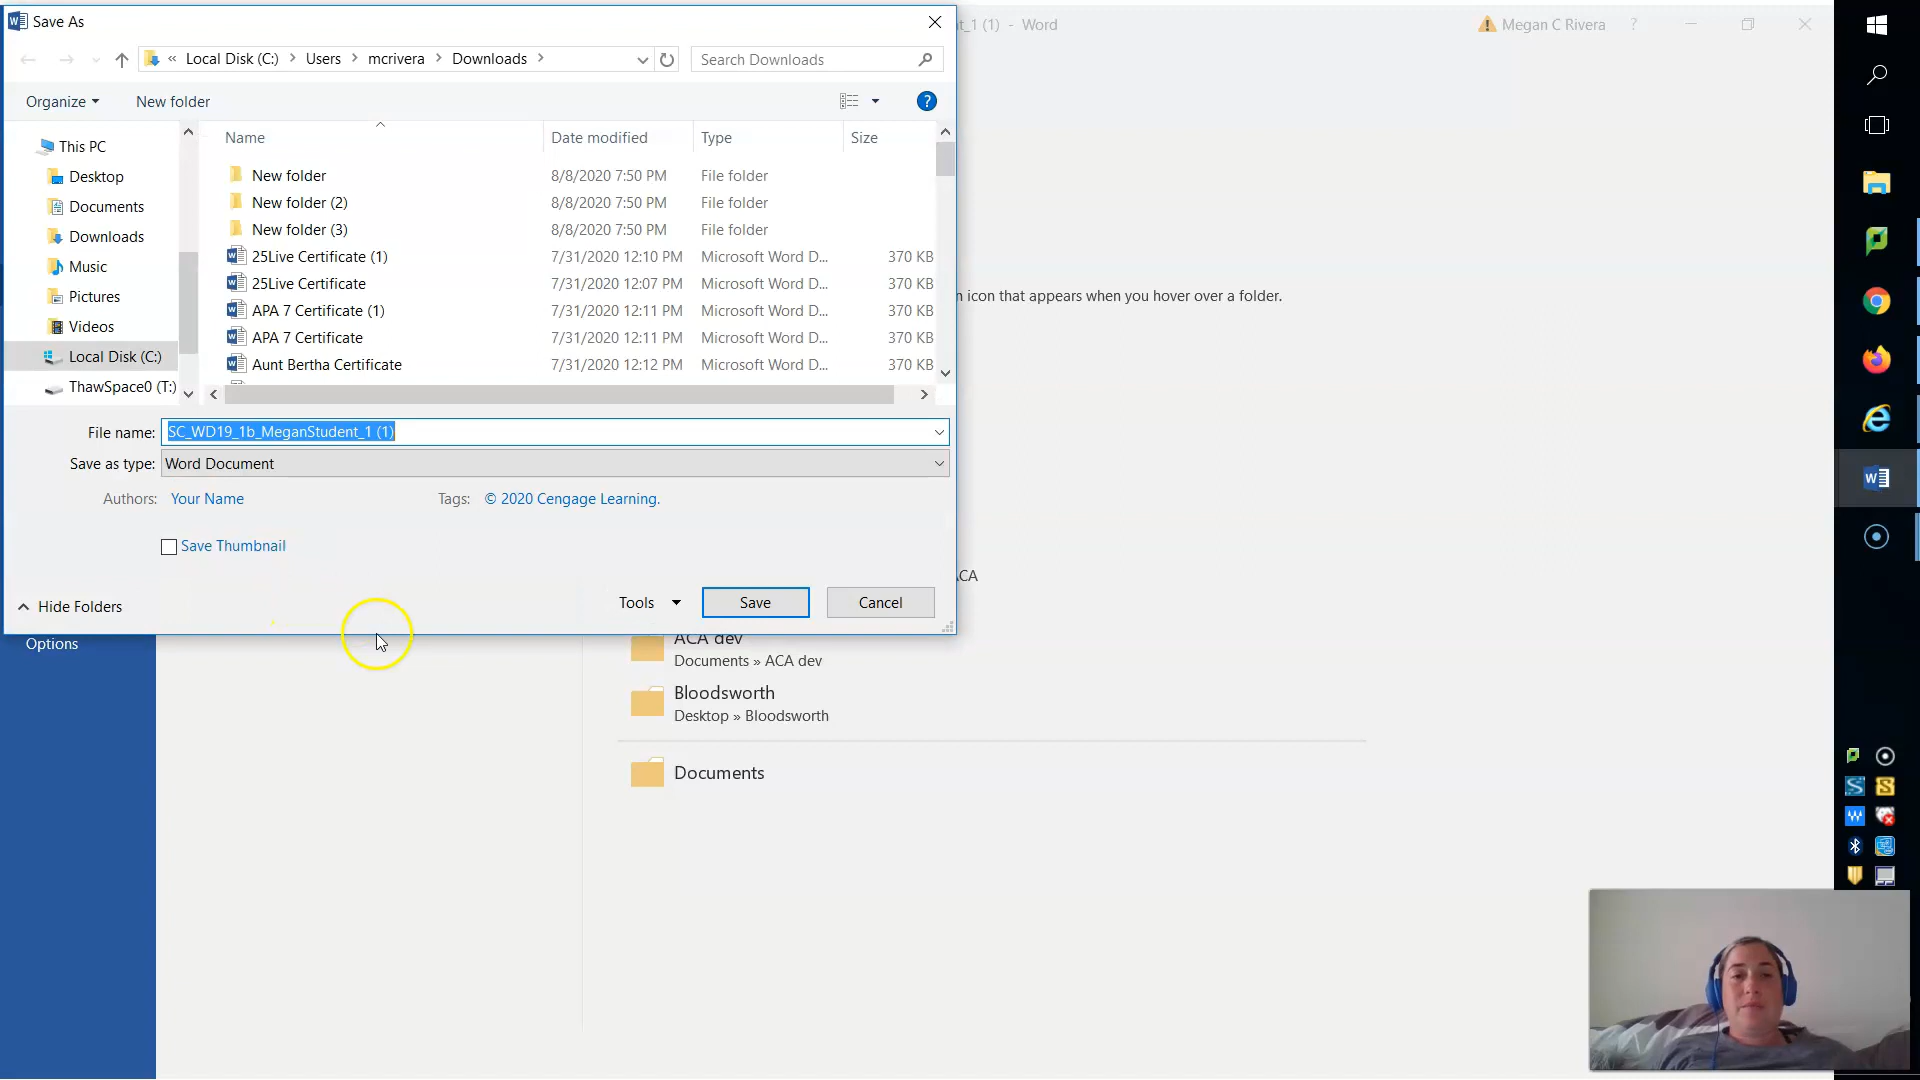 Save As
t_1 (1) - Word
Megan C Rivera
?
« Local Disk (C:) > Users > mcrivera > Downloads >
Search Downloads
Organize
New folder
?
This PC
Desktop
Documents
Downloads
Music
Pictures
Videos
Local Disk (C:)
ThawSpace0 (T:)
Name Date modified Type Size
New folder 8/8/2020 7:50 PM File folder
New folder (2) 8/8/2020 7:50 PM File folder
New folder (3) 8/8/2020 7:50 PM File folder
25Live Certificate (1) 7/31/2020 12:10 PM Microsoft Word D... 370 KB
25Live Certificate 7/31/2020 12:07 PM Microsoft Word D... 370 KB
APA 7 Certificate (1) 7/31/2020 12:11 PM Microsoft Word D... 370 KB
APA 7 Certificate 7/31/2020 12:11 PM Microsoft Word D... 370 KB
Aunt Bertha Certificate 7/31/2020 12:12 PM Microsoft Word D... 370 KB
n icon that appears when you hover over a folder.
File name: SC_WD19_1b_MeganStudent_1 (1)
Save as type: Word Document
Authors: Your Name Tags: © 2020 Cengage Learning.
Save Thumbnail
ACA
Hide Folders
Tools
Save
Cancel
Options
ACA dev
Documents » ACA dev
Bloodsworth
Desktop » Bloodsworth
Documents